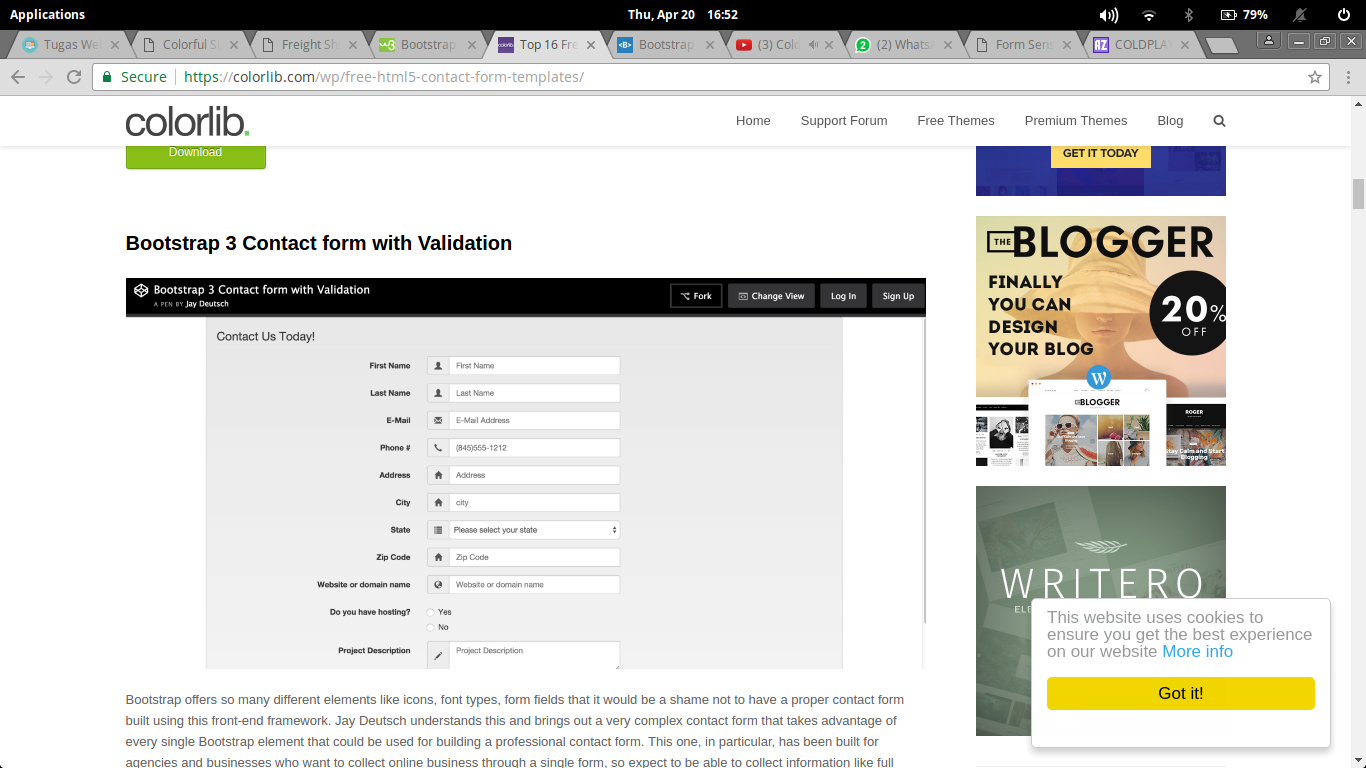 Applications
Thu, Apr 20 16:52
79%
Tugas We
Colorful S
Freight Sh
Bootstrap
Top 16 Fre
Bootstrap
(3) Cold
(2) WhatsA
Form Sens
COLDPLAY
Secure https://colorlib.com/wp/free-html5-contact-form-templates/
colorlib.
Home Support Forum Free Themes Premium Themes Blog
Download
GET IT TODAY
Bootstrap 3 Contact form with Validation
Bootstrap 3 Contact form with Validation
A PEN BY Jay Deutsch
Fork Change View Log In Sign Up
Contact Us Today!
First Name First Name
Last Name Last Name
E-Mail E-Mail Address
Phone # (845)555-1212
Address Address
City city
State Please select your state
Zip Code Zip Code
Website or domain name Website or domain name
Do you have hosting? Yes
No
Project Description Project Description
Bootstrap offers so many different elements like icons, font types, form fields that it would be a shame not to have a proper contact form
built using this front-end framework. Jay Deutsch understands this and brings out a very complex contact form that takes advantage of
every single Bootstrap element that could be used for building a professional contact form. This one, in particular, has been built for
agencies and businesses who want to collect online business through a single form, so expect to be able to collect information like full
THE BLOGGER
FINALLY
YOU CAN
DESIGN
YOUR BLOG
20%
OFF
THE BLOGGER
ROGER
Stay Calm and Start
Blogging
WRITERO
This website uses cookies to
ensure you get the best experience
on our website More info
Got it!